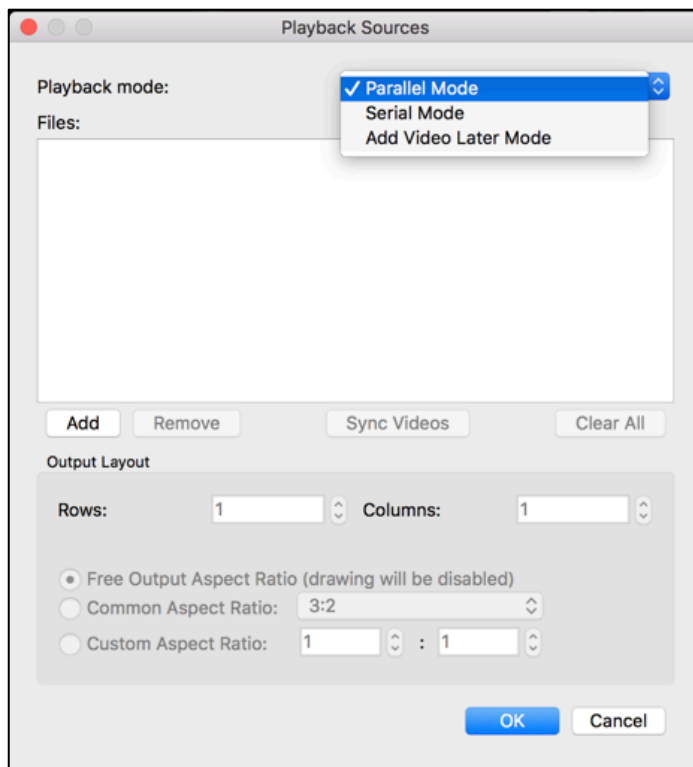 Playback Sources
Playback mode:
✓ Parallel Mode
Serial Mode
Add Video Later Mode
Files:
Add Remove Sync Videos Clear All
Output Layout
Rows: 1 Columns: 1
Free Output Aspect Ratio (drawing will be disabled)
Common Aspect Ratio: 3:2
Custom Aspect Ratio: 1 : 1
OK Cancel